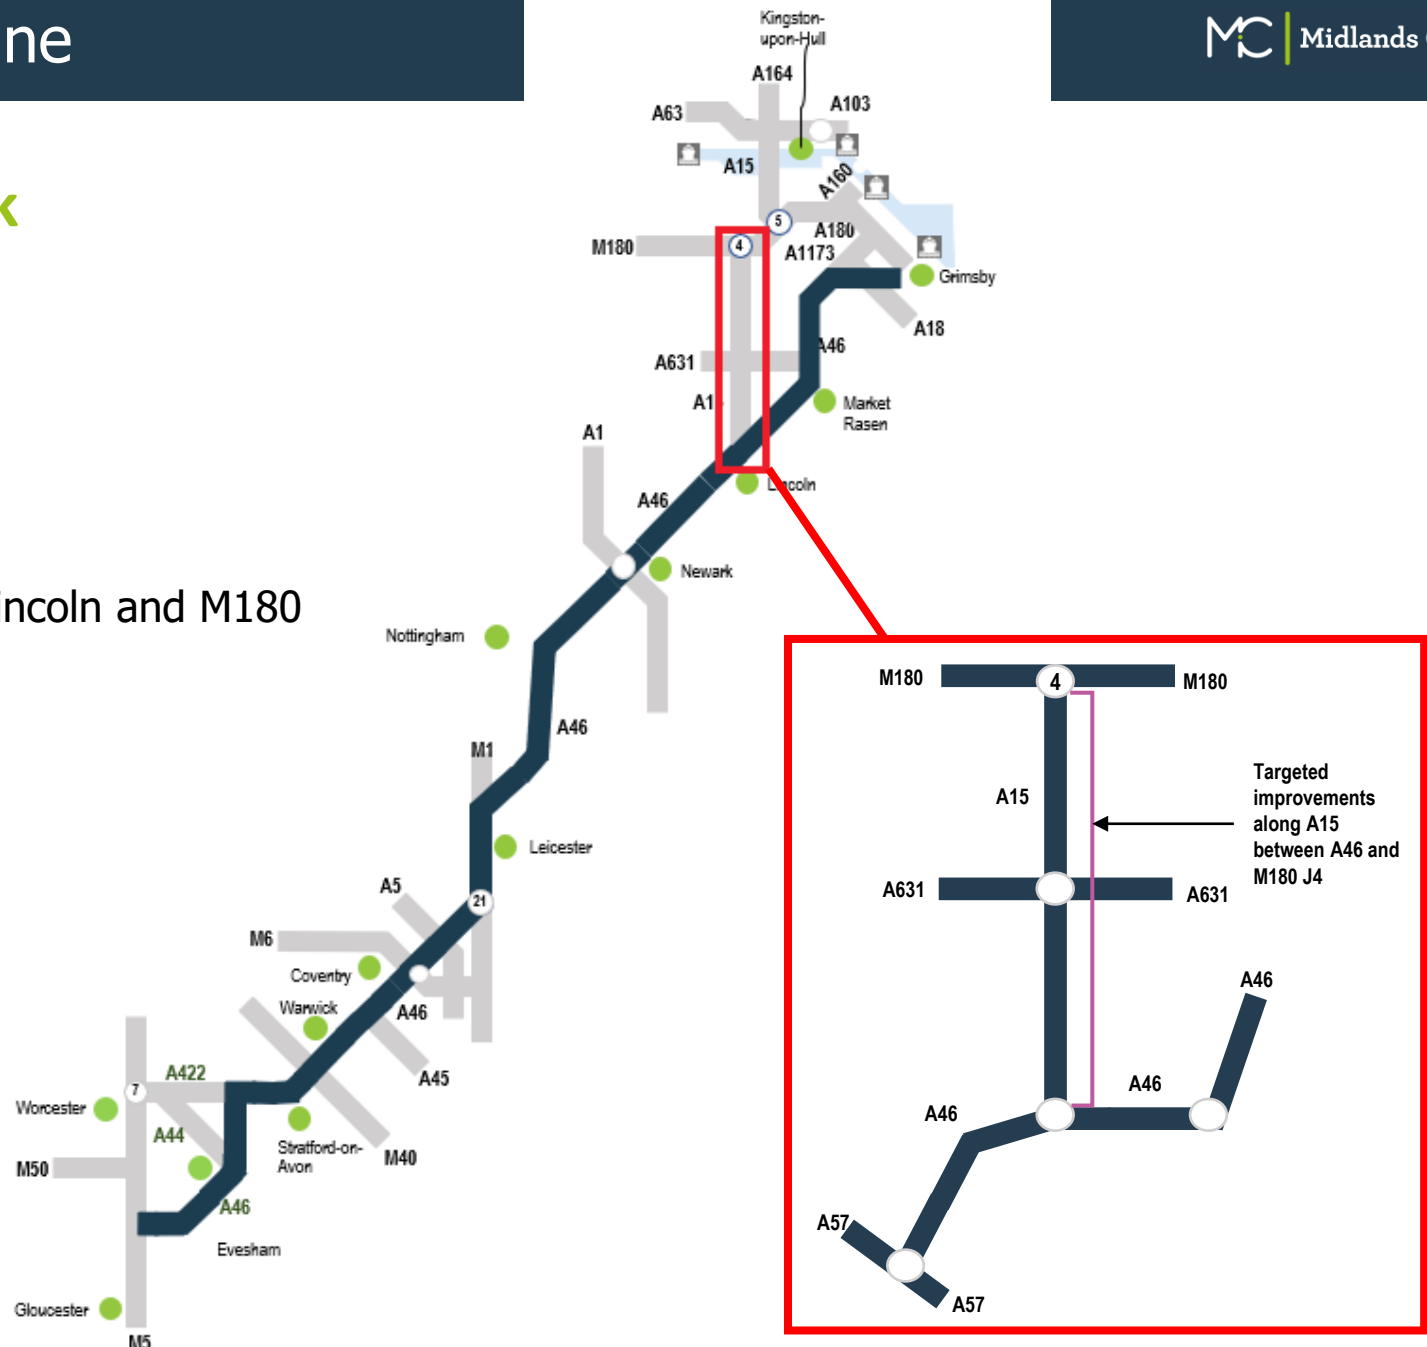 ne
Midlands
Kingston-
upon-Hull
A164
A63
A103
A15
A160
M180
5
4
A180
A1173
Grimsby
A18
A46
A631
Market
Rasen
A1
A1
Lincoln
A46
Newark
incoln and M180
Nottingham
A46
M1
Leicester
A5
21
M6
Coventry
Warwick
A46
A45
A422
7
Worcester
A44
Stratford-on-
Avon
M40
M50
A46
Evesham
Gloucester
M5
M180
4
M180
Targeted
improvements
along A15
between A46 and
M180 J4
A15
A631
A631
A46
A46
A46
A57
A57